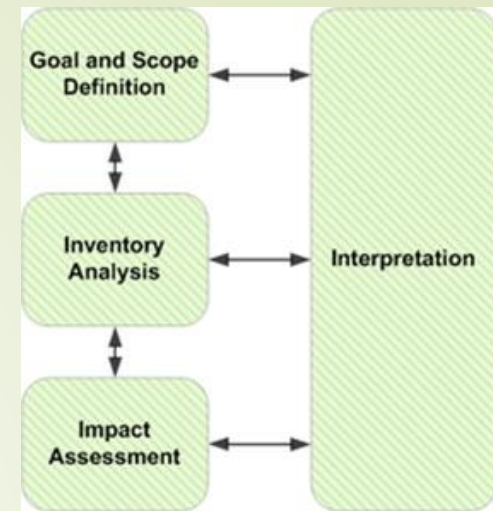 Goal and Scope
Definition
Inventory
Analysis
Interpretation
Impact
Assessment